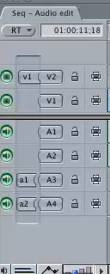 Seq - Audio edit
RT 01:00:11;18
v1 V2
V1
A1
A2
a1 A3
a2 A4